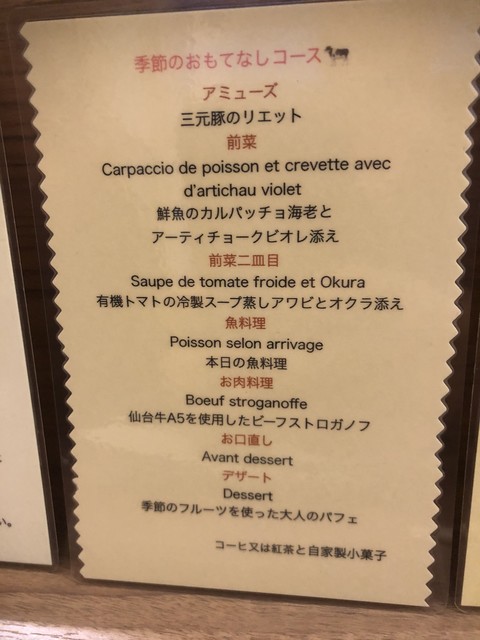 季節のおもてなしコース
アミューズ
三元豚のリエット
前菜
Carpaccio de poisson et crevette avec
d'artichau violet
鮮魚のカルパッチョ海老と
アーティチョークビオレ添え
前菜二皿目
Saupe de tomate froide et Okura
有機トマトの冷製スープ蒸しアワビとオクラ添え
魚料理
Poisson selon arrivage
本日の魚料理
お肉料理
Boeuf stroganoffe
仙台牛A5を使用したビーフストロガノフ
お口直し
Avant dessert
デザート
Dessert
季節のフルーツを使った大人のパフェ
コーヒ又は紅茶と自家製小菓子
い。